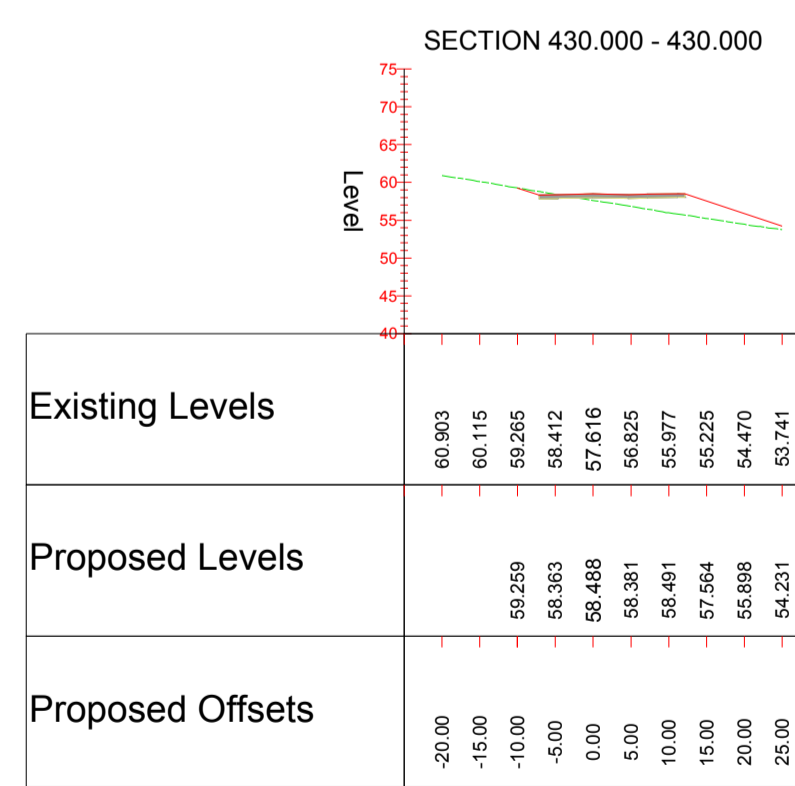 SECTION 430.000 - 430.000
75
70
65
60
55
50
45
40
Level
Existing Levels
60.903 60.115 59.265 58.412 57.616 56.825 55.977 55.225 54.470 53.741
Proposed Levels
59.259 58.363 58.488 58.381 58.491 57.564 55.898 54.231
Proposed Offsets
-20.00 -15.00 -10.00 -5.00 0.00 5.00 10.00 15.00 20.00 25.00